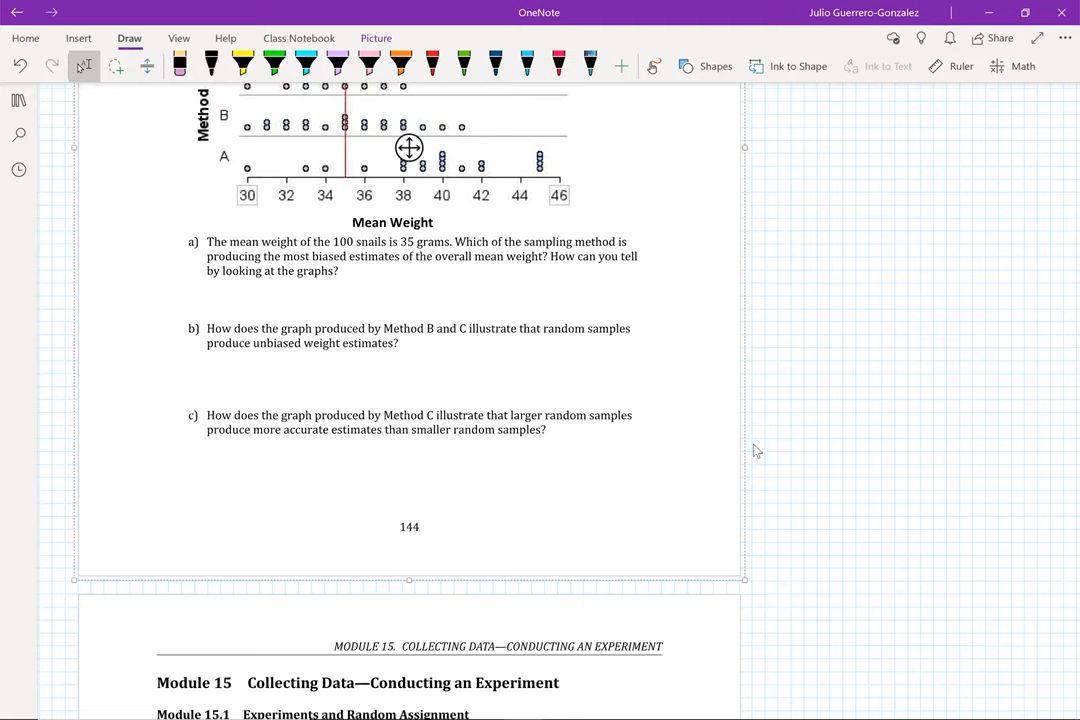 OneNote
Julio Guerrero-Gonzalez
Home Insert Draw View Help Class Notebook Picture Share
Shapes Ink to Shape Ink to Text Ruler Math
Method
B
A
30 32 34 36 38 40 42 44 46
Mean Weight
a) The mean weight of the 100 snails is 35 grams. Which of the sampling method is
producing the most biased estimates of the overall mean weight? How can you tell
by looking at the graphs?
b) How does the graph produced by Method B and C illustrate that random samples
produce unbiased weight estimates?
c) How does the graph produced by Method C illustrate that larger random samples
produce more accurate estimates than smaller random samples?
144
MODULE 15. COLLECTING DATA—CONDUCTING AN EXPERIMENT
Module 15 Collecting Data—Conducting an Experiment
Module 15.1 Experiments and Random Assignment